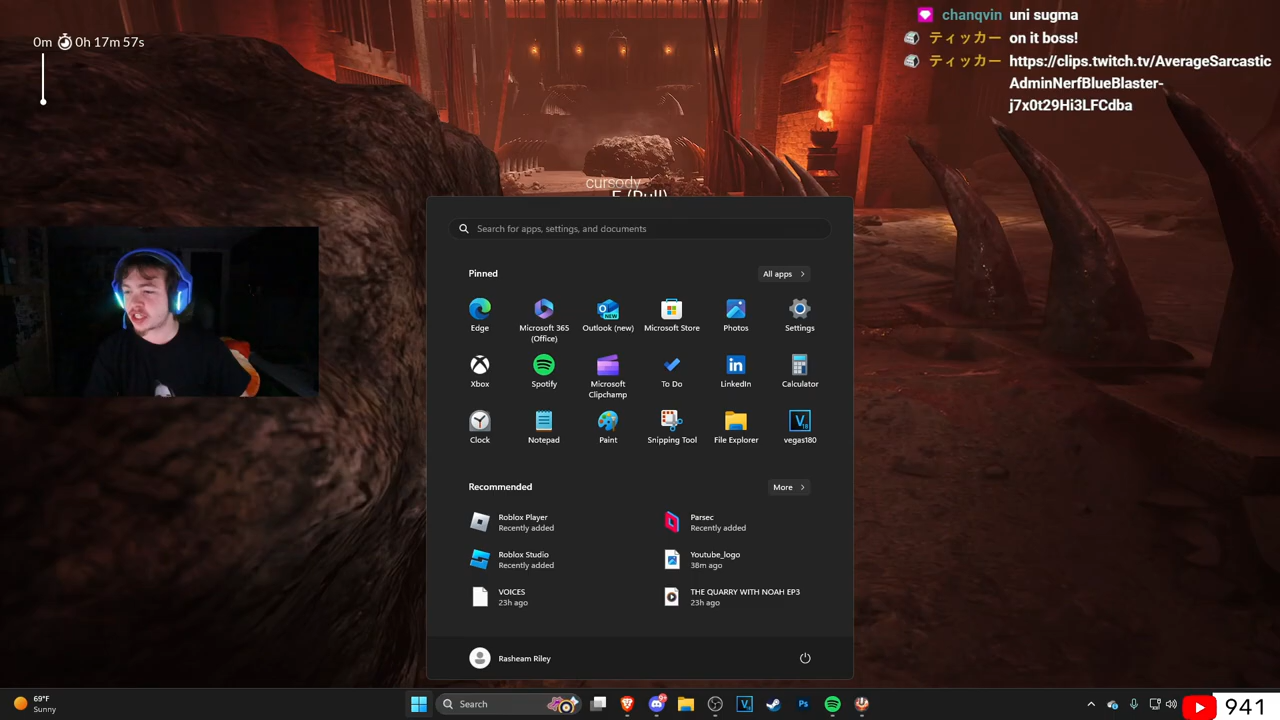 0m 0h 17m 57s
chanqvin uni sugma
ティッカー on it boss!
ティッカー https://clips.twitch.tv/AverageSarcastic
AdminNerfBlueBlaster-
j7x0t29Hi3LFCdba
cursody
E (Pull)
Search for apps, settings, and documents
Pinned
All apps
Edge
Microsoft 365
(Office)
Outlook (new)
Microsoft Store
Photos
Settings
Xbox
Spotify
Microsoft
Clipchamp
To Do
LinkedIn
Calculator
Clock
Notepad
Paint
Snipping Tool
File Explorer
vegas180
Recommended
More
Roblox Player
Recently added
Parsec
Recently added
Roblox Studio
Recently added
Youtube_logo
38m ago
VOICES
23h ago
THE QUARRY WITH NOAH EP3
23h ago
Rasheam Riley
69°F
Sunny
Search
941